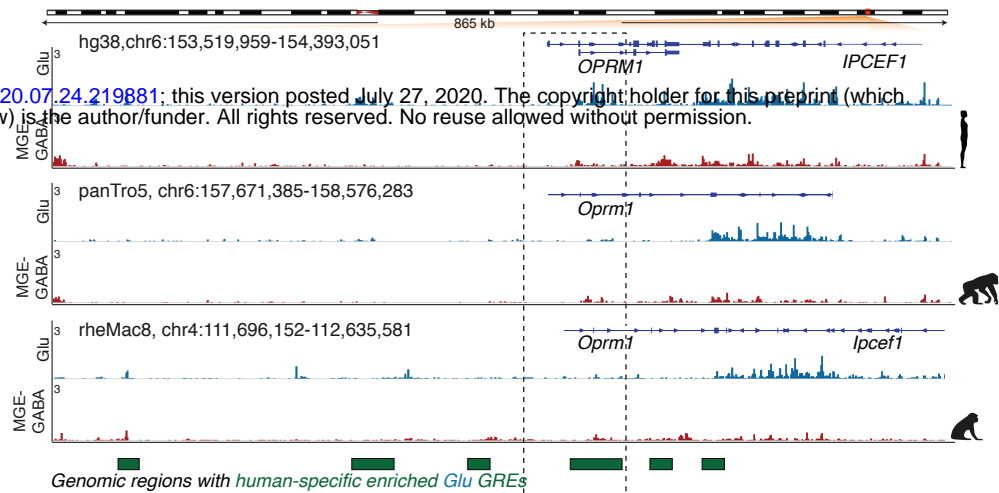 865 kb
hg38,chr6:153,519,959-154,393,051
Glu
3
OPRM1
IPCEF1
20.07.24.219881; this version posted July 27, 2020. The copyright holder for this preprint (which
w) is the author/funder. All rights reserved. No reuse allowed without permission.
MGE-
GABA
3
panTro5, chr6:157,671,385-158,576,283
Glu
3
Oprm1
MGE-
GABA
3
rheMac8, chr4:111,696,152-112,635,581
Glu
3
Oprm1
Ipcef1
MGE-
GABA
3
Genomic regions with human-specific enriched Glu GREs